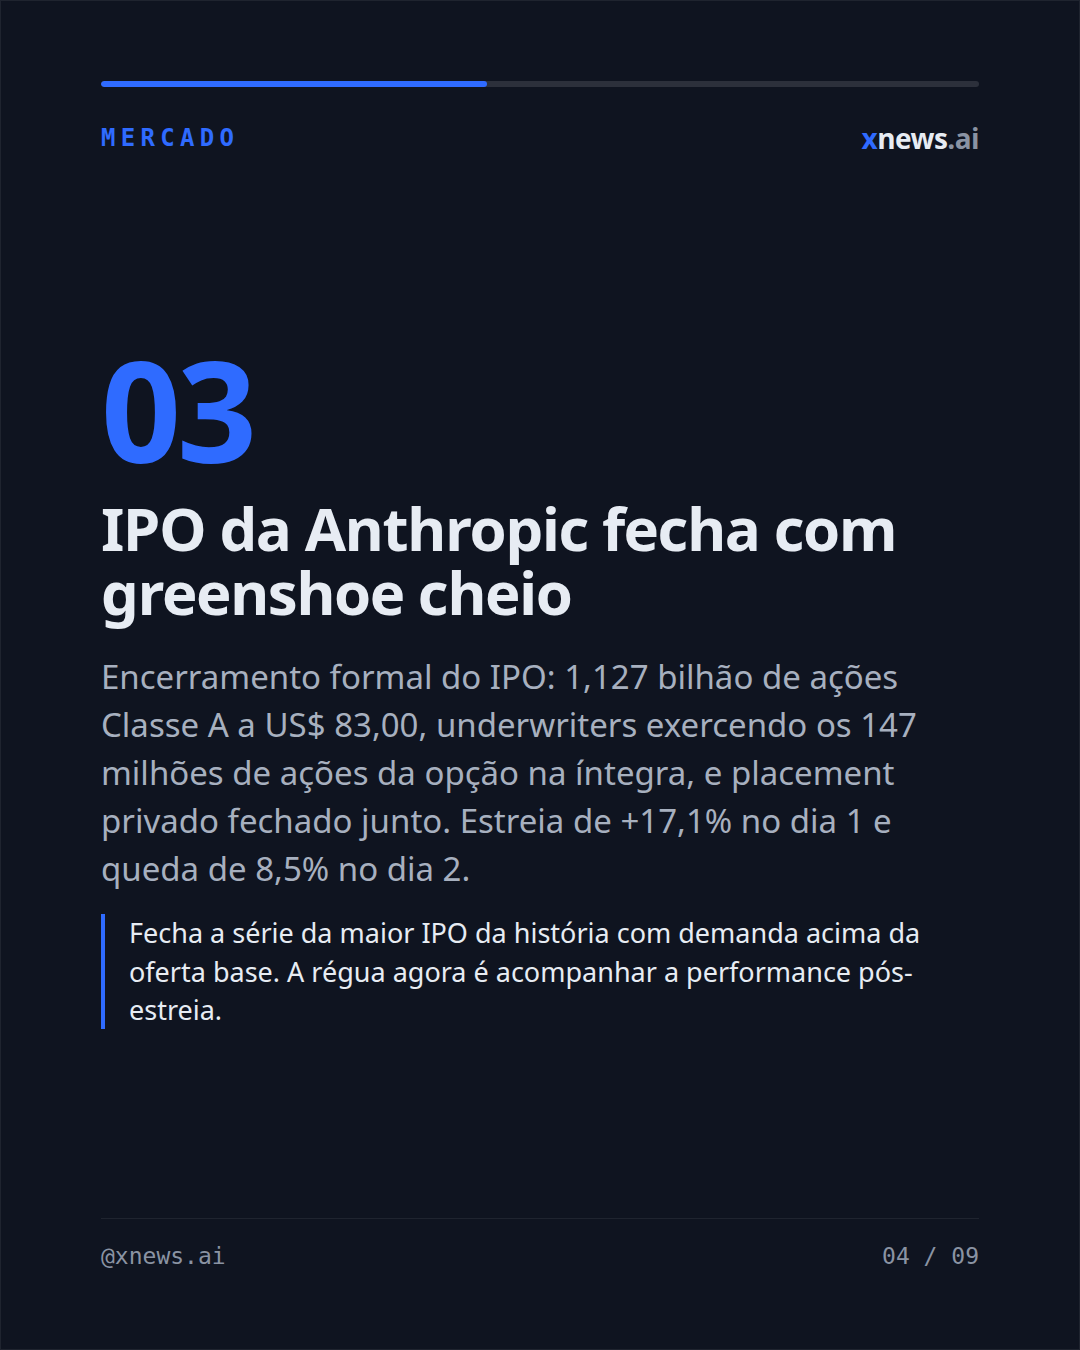 MERCADO
xnews.ai
03
IPO da Anthropic fecha com
greenshoe cheio
Encerramento formal do IPO: 1,127 bilhão de ações
Classe A a US$ 83,00, underwriters exercendo os 147
milhões de ações da opção na íntegra, e placement
privado fechado junto. Estreia de +17,1% no dia 1 e
queda de 8,5% no dia 2.
Fecha a série da maior IPO da história com demanda acima da
oferta base. A régua agora é acompanhar a performance pós-
estreia.
@xnews.ai
04 / 09